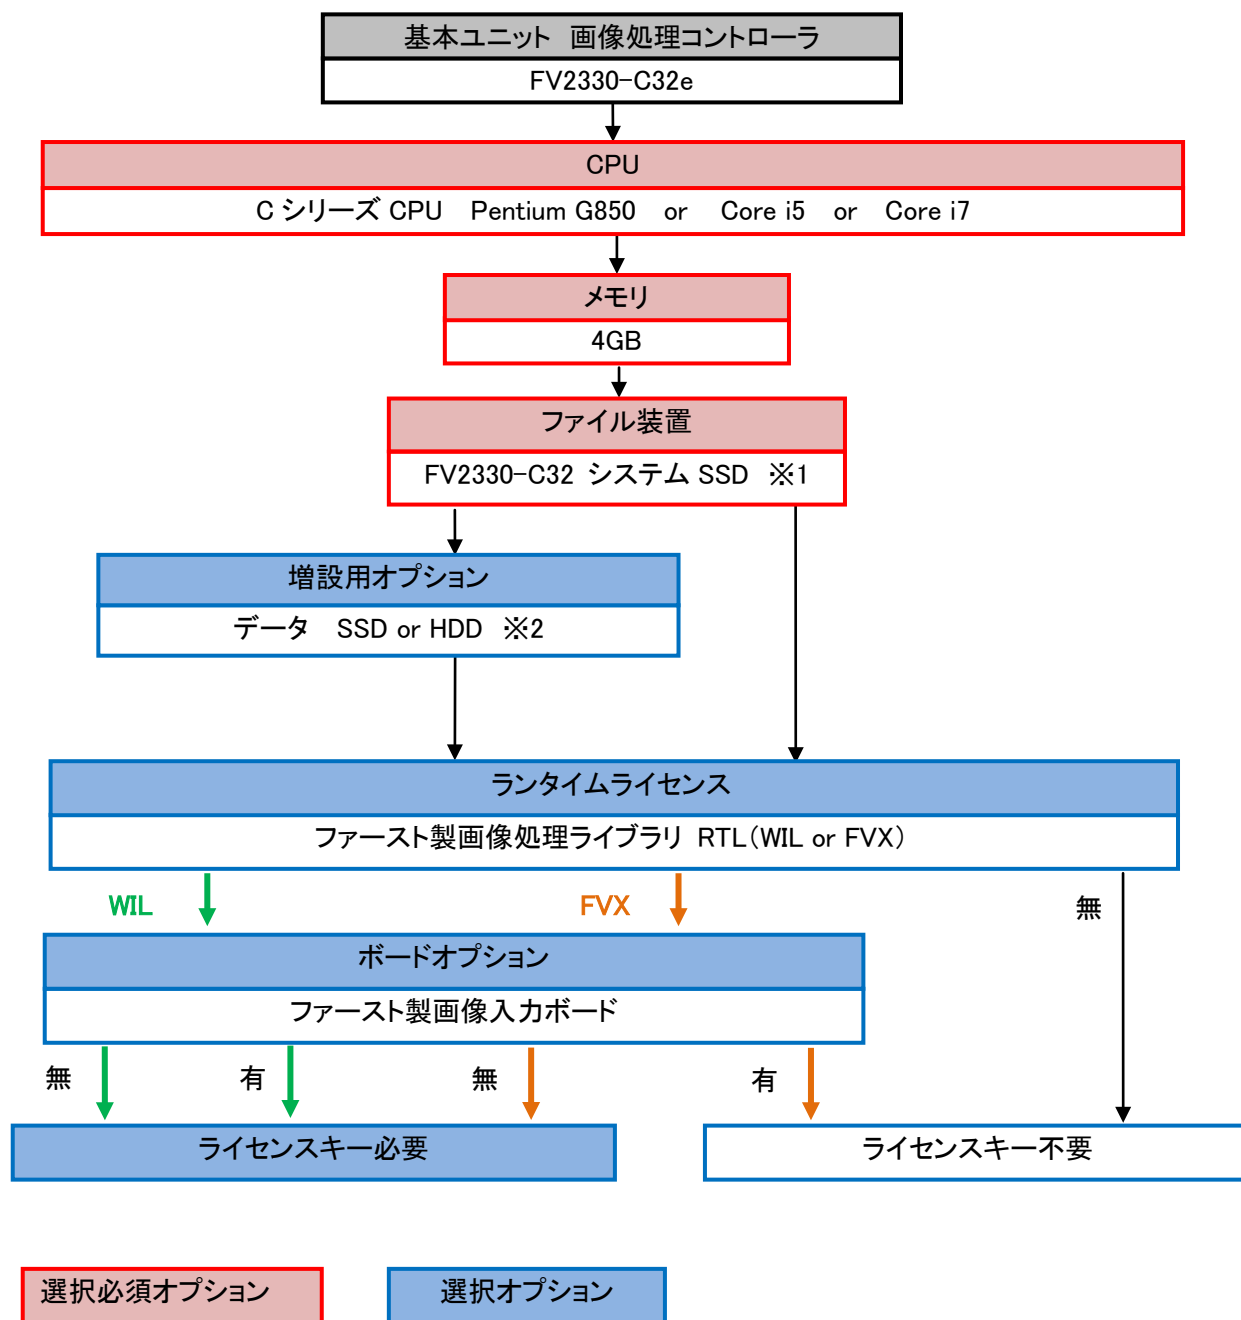 基本ユニット 画像処理コントローラ
FV2330-C32e
CPU
C シリーズ CPU Pentium G850 or Core i5 or Core i7
メモリ
4GB
ファイル装置
FV2330-C32 システム SSD ※1
増設用オプション
データ SSD or HDD ※2
ランタイムライセンス
ファースト製画像処理ライブラリ RTL(WIL or FVX)
WIL FVX 無
ボードオプション
ファースト製画像入力ボード
無 有 無 有
ライセンスキー必要 ライセンスキー不要
選択必須オプション 選択オプション